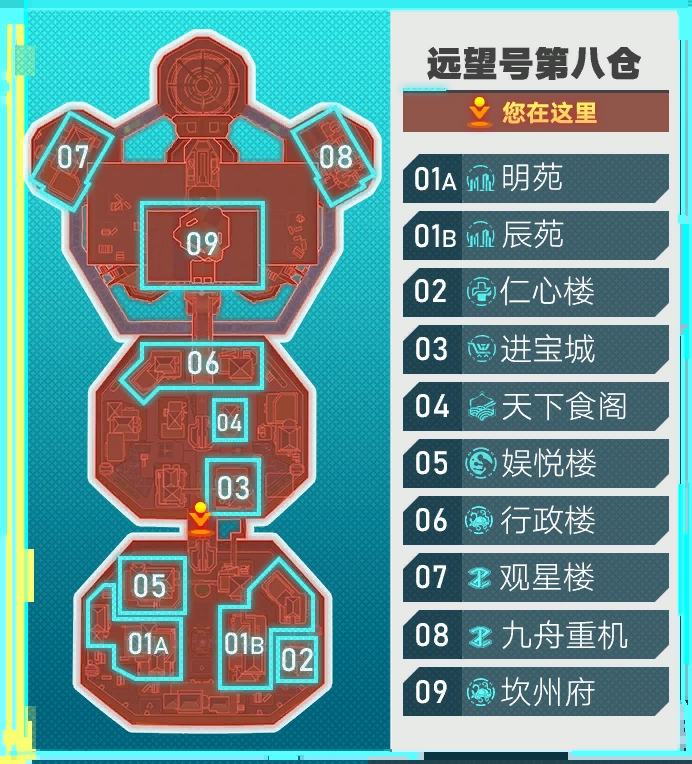 远望号第八仓
您在这里
01A 明苑
01B 辰苑
02 仁心楼
03 进宝城
04 天下食阁
05 娱悦楼
06 行政楼
07 观星楼
08 九舟重机
09 坎州府
07
08
09
06
04
03
05
01A
01B
02